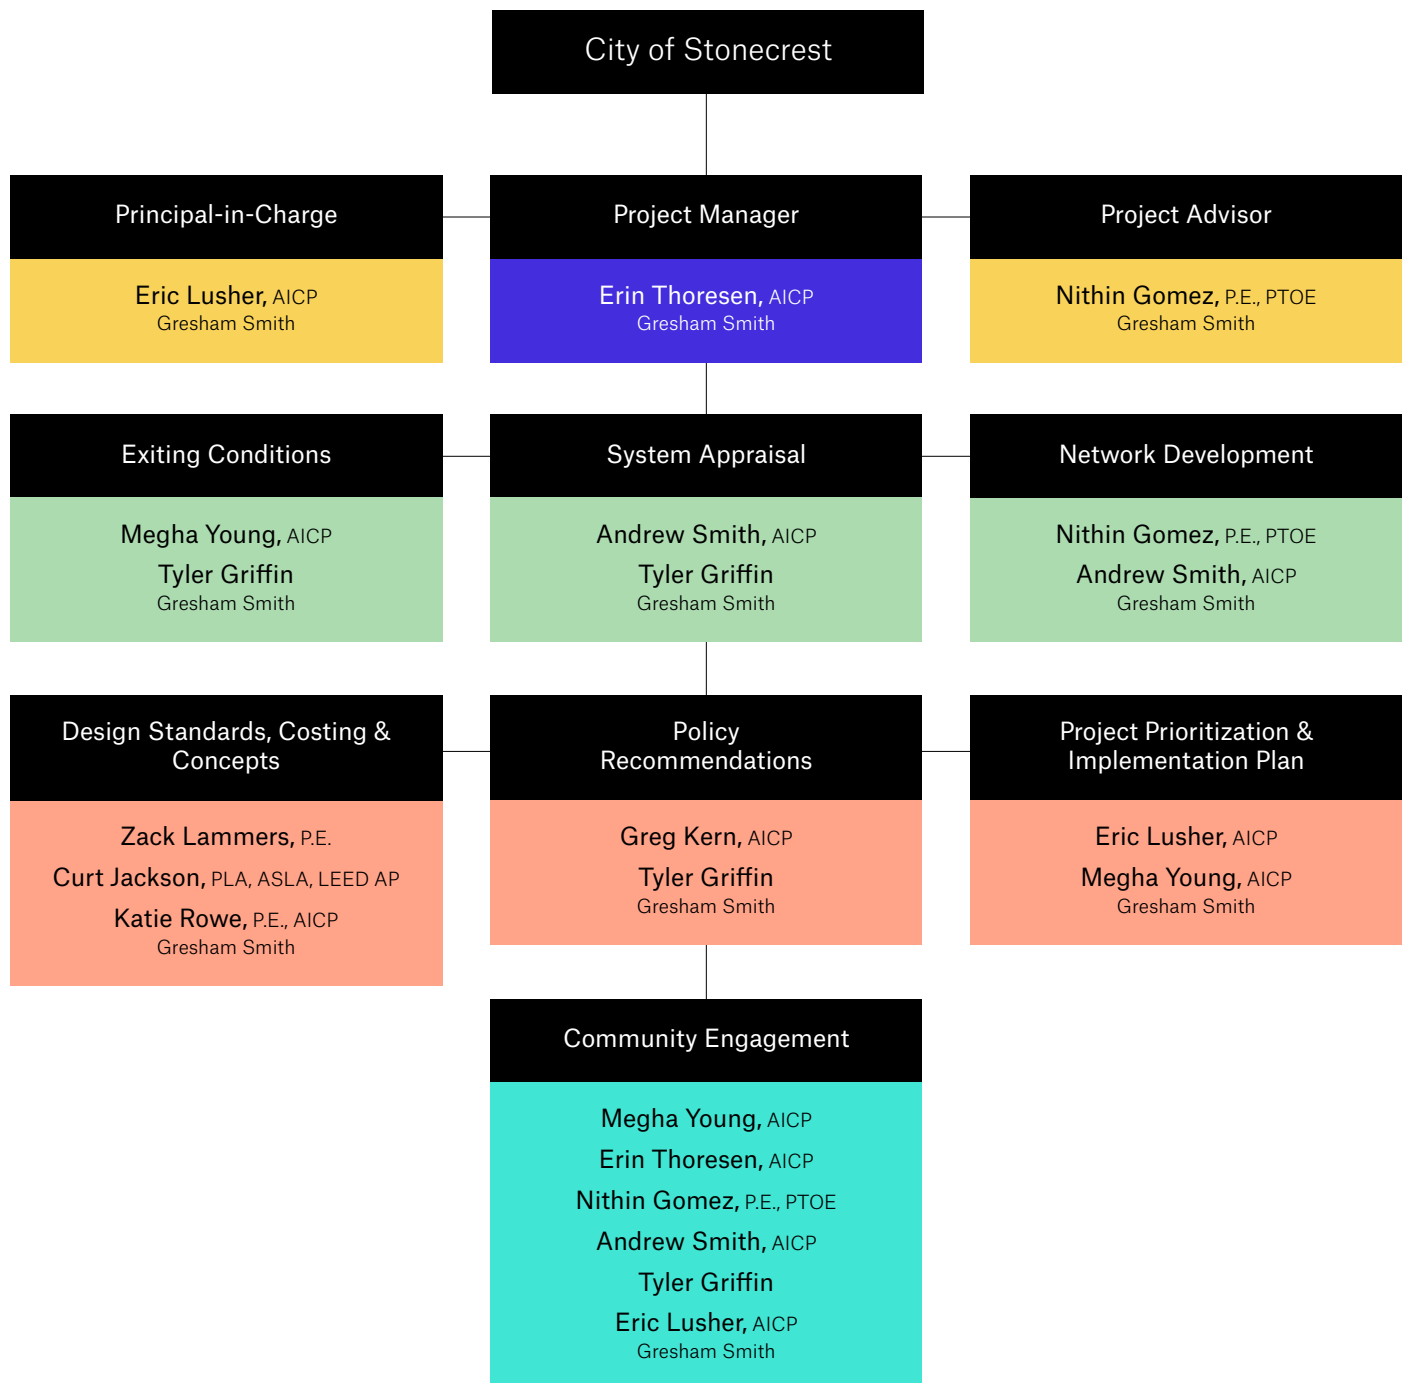 City of Stonecrest
Principal-in-Charge
Eric Lusher, AICP
Gresham Smith
Project Manager
Erin Thoresen, AICP
Gresham Smith
Project Advisor
Nithin Gomez, P.E., PTOE
Gresham Smith
Exiting Conditions
Megha Young, AICP
Tyler Griffin
Gresham Smith
System Appraisal
Andrew Smith, AICP
Tyler Griffin
Gresham Smith
Network Development
Nithin Gomez, P.E., PTOE
Andrew Smith, AICP
Gresham Smith
Design Standards, Costing &
Concepts
Zack Lammers, P.E.
Curt Jackson, PLA, ASLA, LEED AP
Katie Rowe, P.E., AICP
Gresham Smith
Policy
Recommendations
Greg Kern, AICP
Tyler Griffin
Gresham Smith
Project Prioritization &
Implementation Plan
Eric Lusher, AICP
Megha Young, AICP
Gresham Smith
Community Engagement
Megha Young, AICP
Erin Thoresen, AICP
Nithin Gomez, P.E., PTOE
Andrew Smith, AICP
Tyler Griffin
Eric Lusher, AICP
Gresham Smith